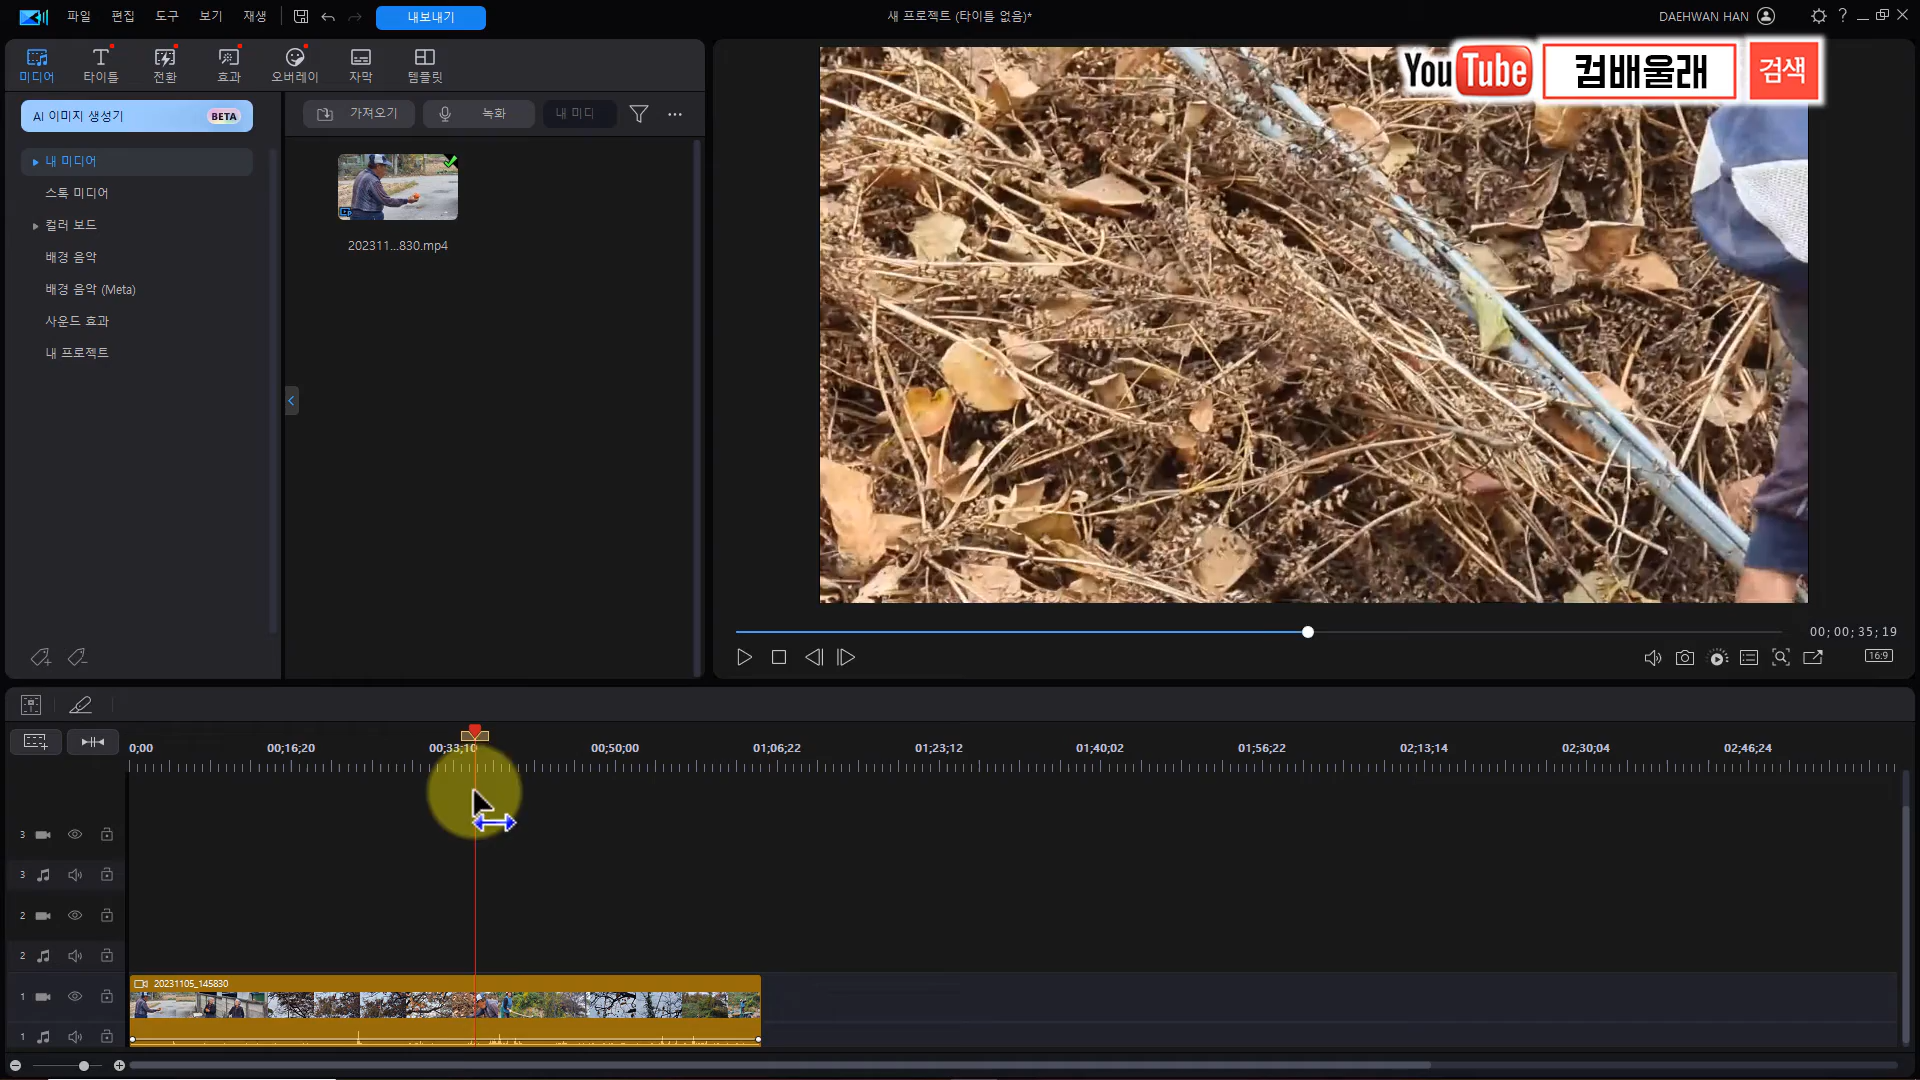 파일 편집 도구 보기 재생 내보내기 새 프로젝트 (타이틀 없음)* DAEHWAN HAN ?
미디어 타이틀 전환 효과 오버레이 자막 템플릿
YouTube 컴배울래 검색
AI 이미지 생성기 BETA
가져오기 녹화 내 미디
내 미디어
스톡 미디어
컬러 보드
배경 음악
배경 음악 (Meta)
사운드 효과
내 프로젝트
202311...830.mp4
00;00;35;19
16:9
0;00 00;16;20 00;33;10 00;50;00 01;06;22 01;23;12 01;40;02 01;56;22 02;13;14 02;30;04 02;46;24
3
3
2
2
20231105_145830
1
1